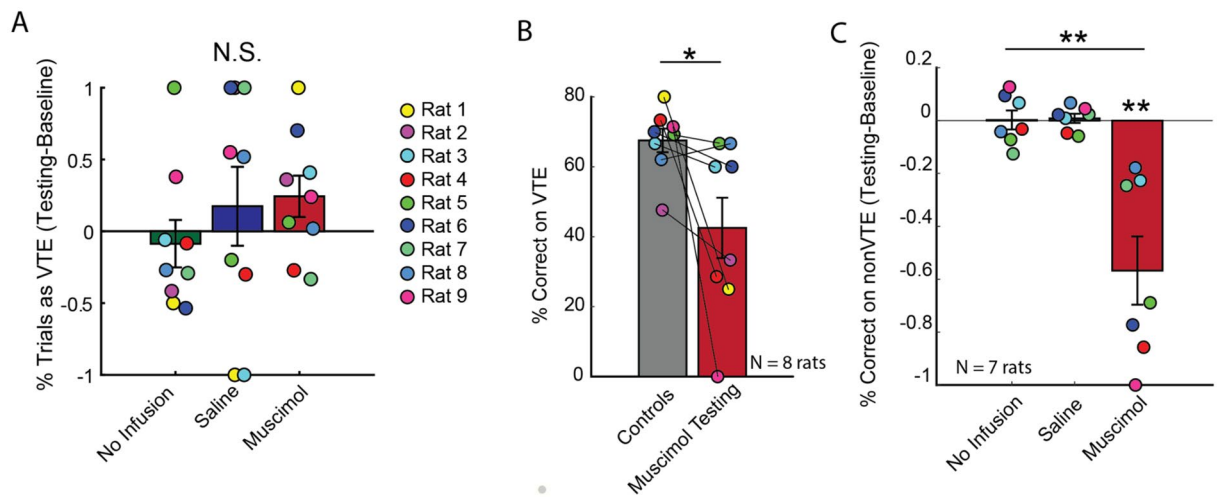 A
N.S.
% Trials as VTE (Testing-Baseline)
1
0.5
0
-0.5
-1
No Infusion
Saline
Muscimol
Rat 1
Rat 2
Rat 3
Rat 4
Rat 5
Rat 6
Rat 7
Rat 8
Rat 9
B
*
% Correct on VTE
80
60
40
20
0
N = 8 rats
Controls
Muscimol Testing
C
**
**
% Correct on nonVTE (Testing-Baseline)
0.2
0
-0.2
-0.4
-0.6
-0.8
-1
N = 7 rats
No Infusion
Saline
Muscimol